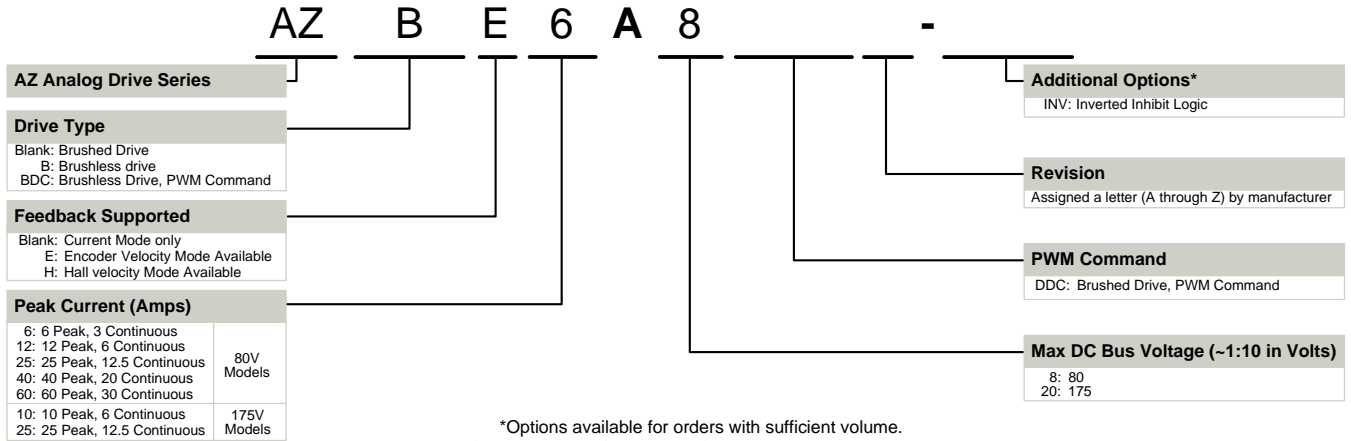 AZ B E 6 A 8 -
AZ Analog Drive Series
Drive Type
Blank: Brushed Drive
B: Brushless drive
BDC: Brushless Drive, PWM Command
Feedback Supported
Blank: Current Mode only
E: Encoder Velocity Mode Available
H: Hall velocity Mode Available
Peak Current (Amps)
6: 6 Peak, 3 Continuous
12: 12 Peak, 6 Continuous
25: 25 Peak, 12.5 Continuous
40: 40 Peak, 20 Continuous
60: 60 Peak, 30 Continuous
80V
Models
10: 10 Peak, 6 Continuous
25: 25 Peak, 12.5 Continuous
175V
Models
Additional Options*
INV: Inverted Inhibit Logic
Revision
Assigned a letter (A through Z) by manufacturer
PWM Command
DDC: Brushed Drive, PWM Command
Max DC Bus Voltage (~1:10 in Volts)
8: 80
20: 175
*Options available for orders with sufficient volume.